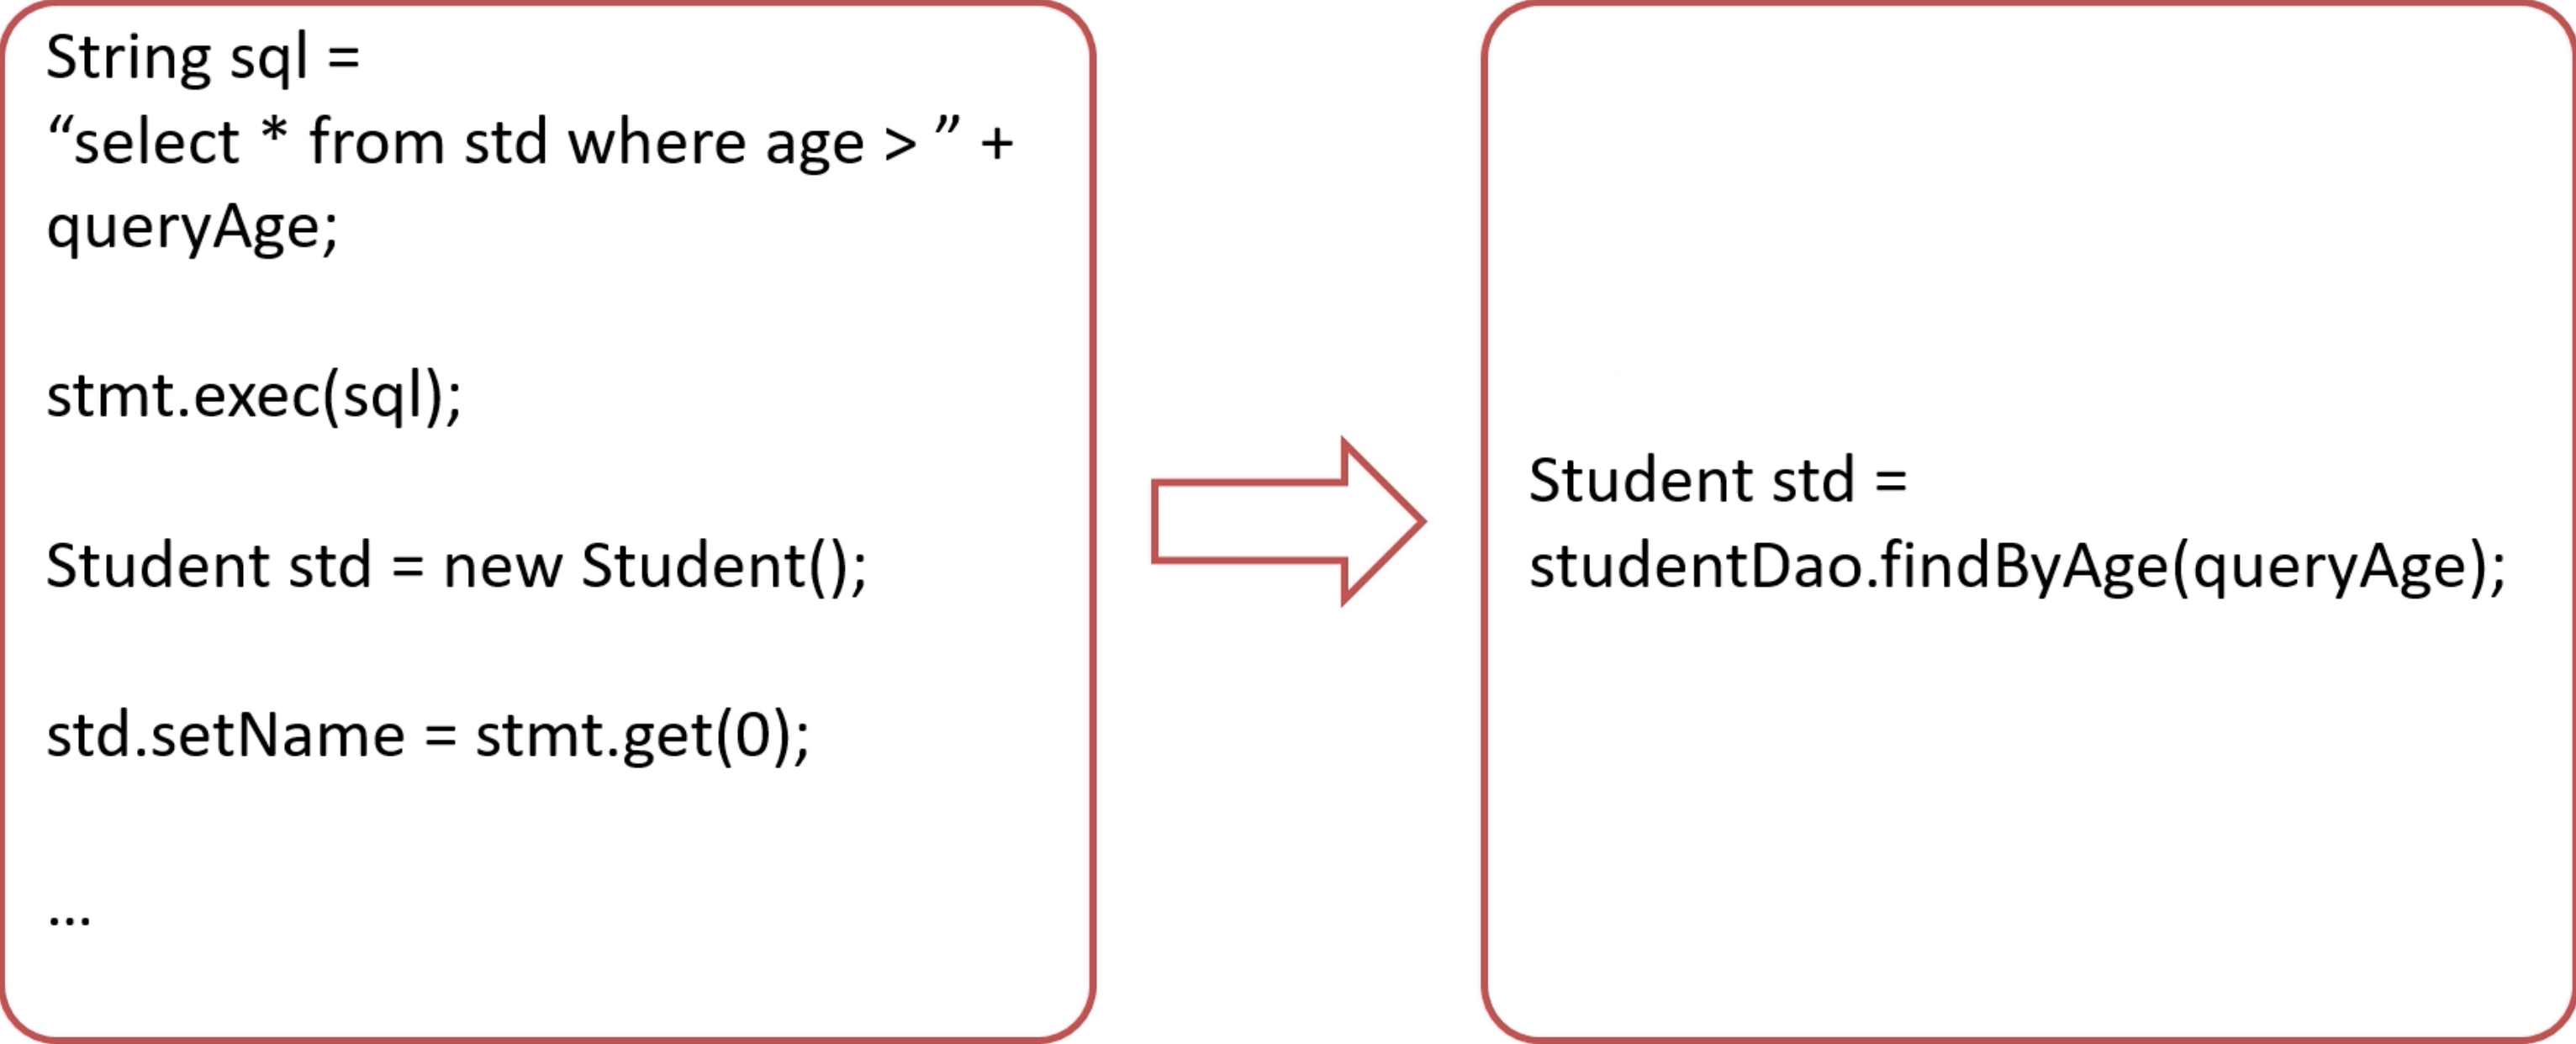 String sql =
“select * from std where age > ” +
queryAge;
stmt.exec(sql);
Student std = new Student();
std.setName = stmt.get(0);
...
Student std =
studentDao.findByAge(queryAge);